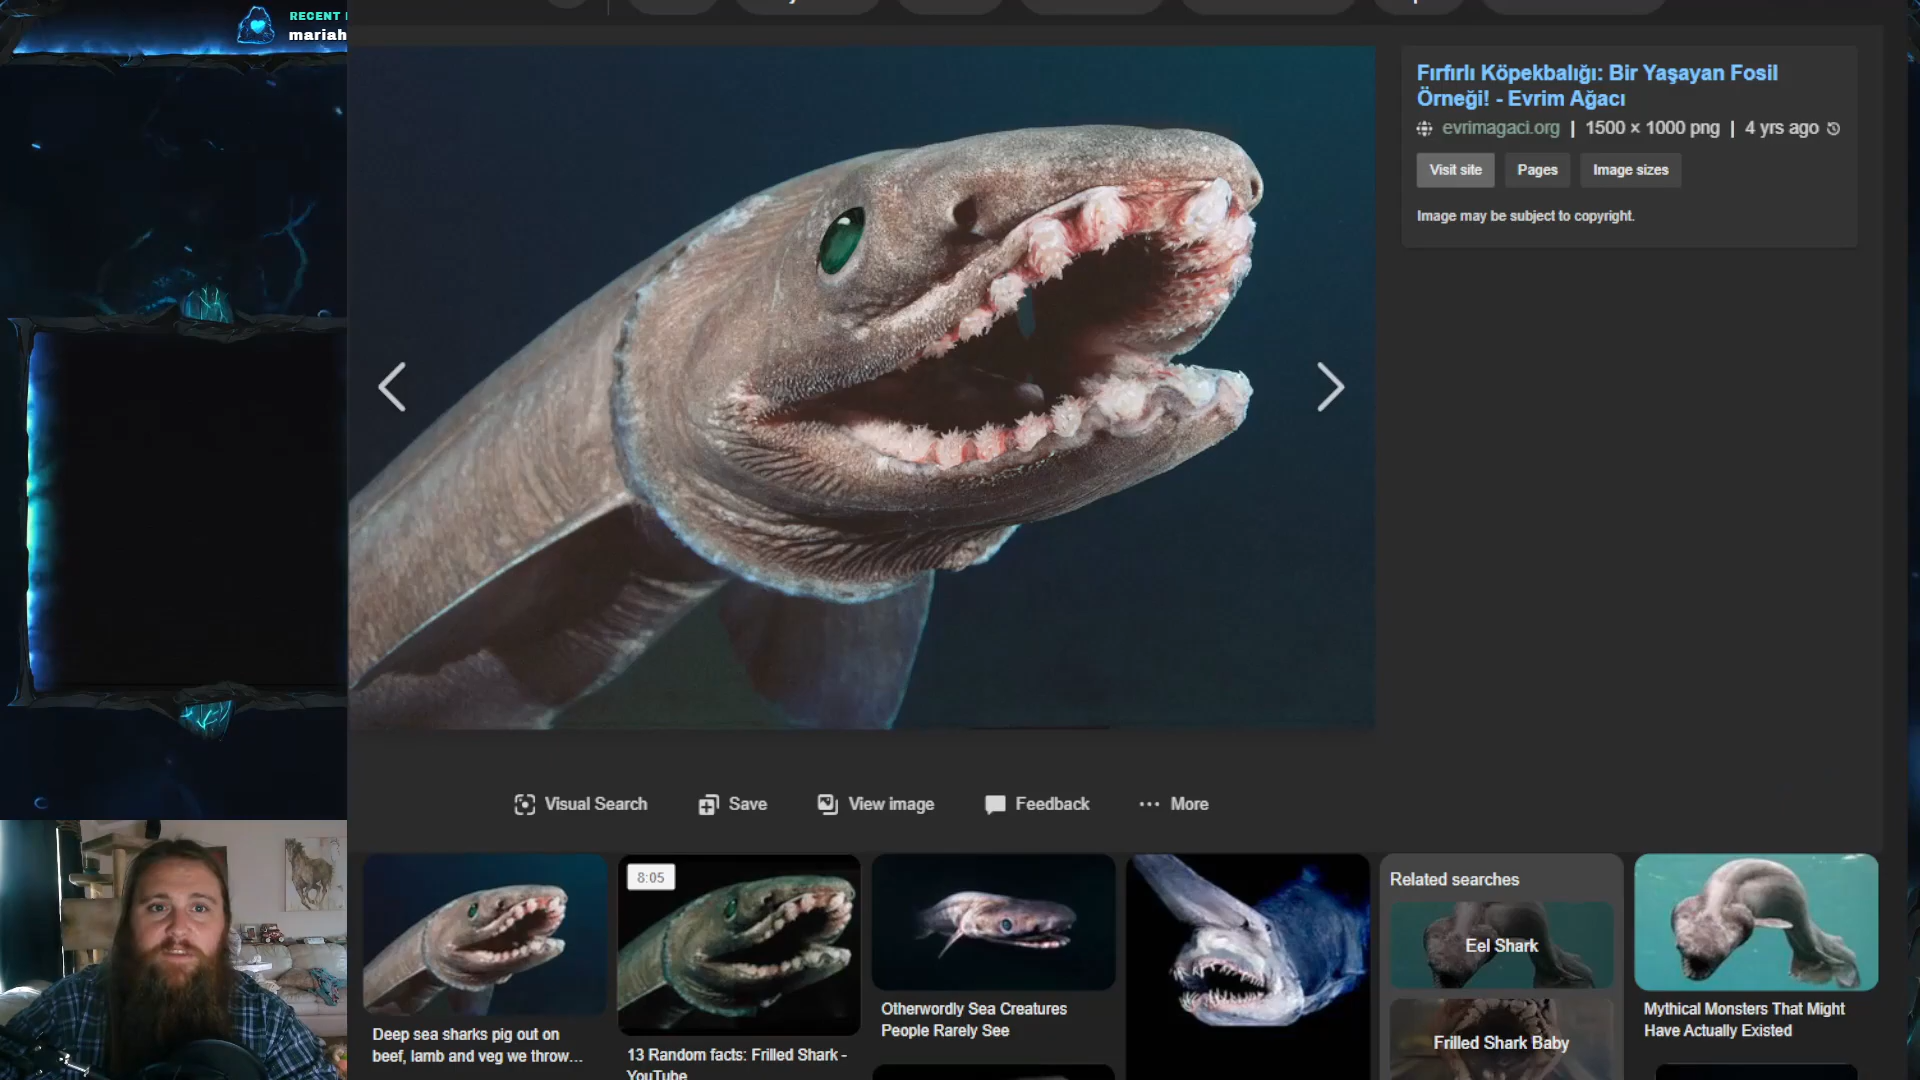 RECENT
mariah
Fırfırlı Köpekbalığı: Bir Yaşayan Fosil
Örneği! - Evrim Ağacı
evrimagaci.org | 1500 × 1000 png | 4 yrs ago
Visit site
Pages
Image sizes
Image may be subject to copyright.
Visual Search
Save
View image
Feedback
More
8:05
Deep sea sharks pig out on
beef, lamb and veg we throw...
13 Random facts: Frilled Shark -
YouTube
Otherwordly Sea Creatures
People Rarely See
Related searches
Eel Shark
Frilled Shark Baby
Mythical Monsters That Might
Have Actually Existed